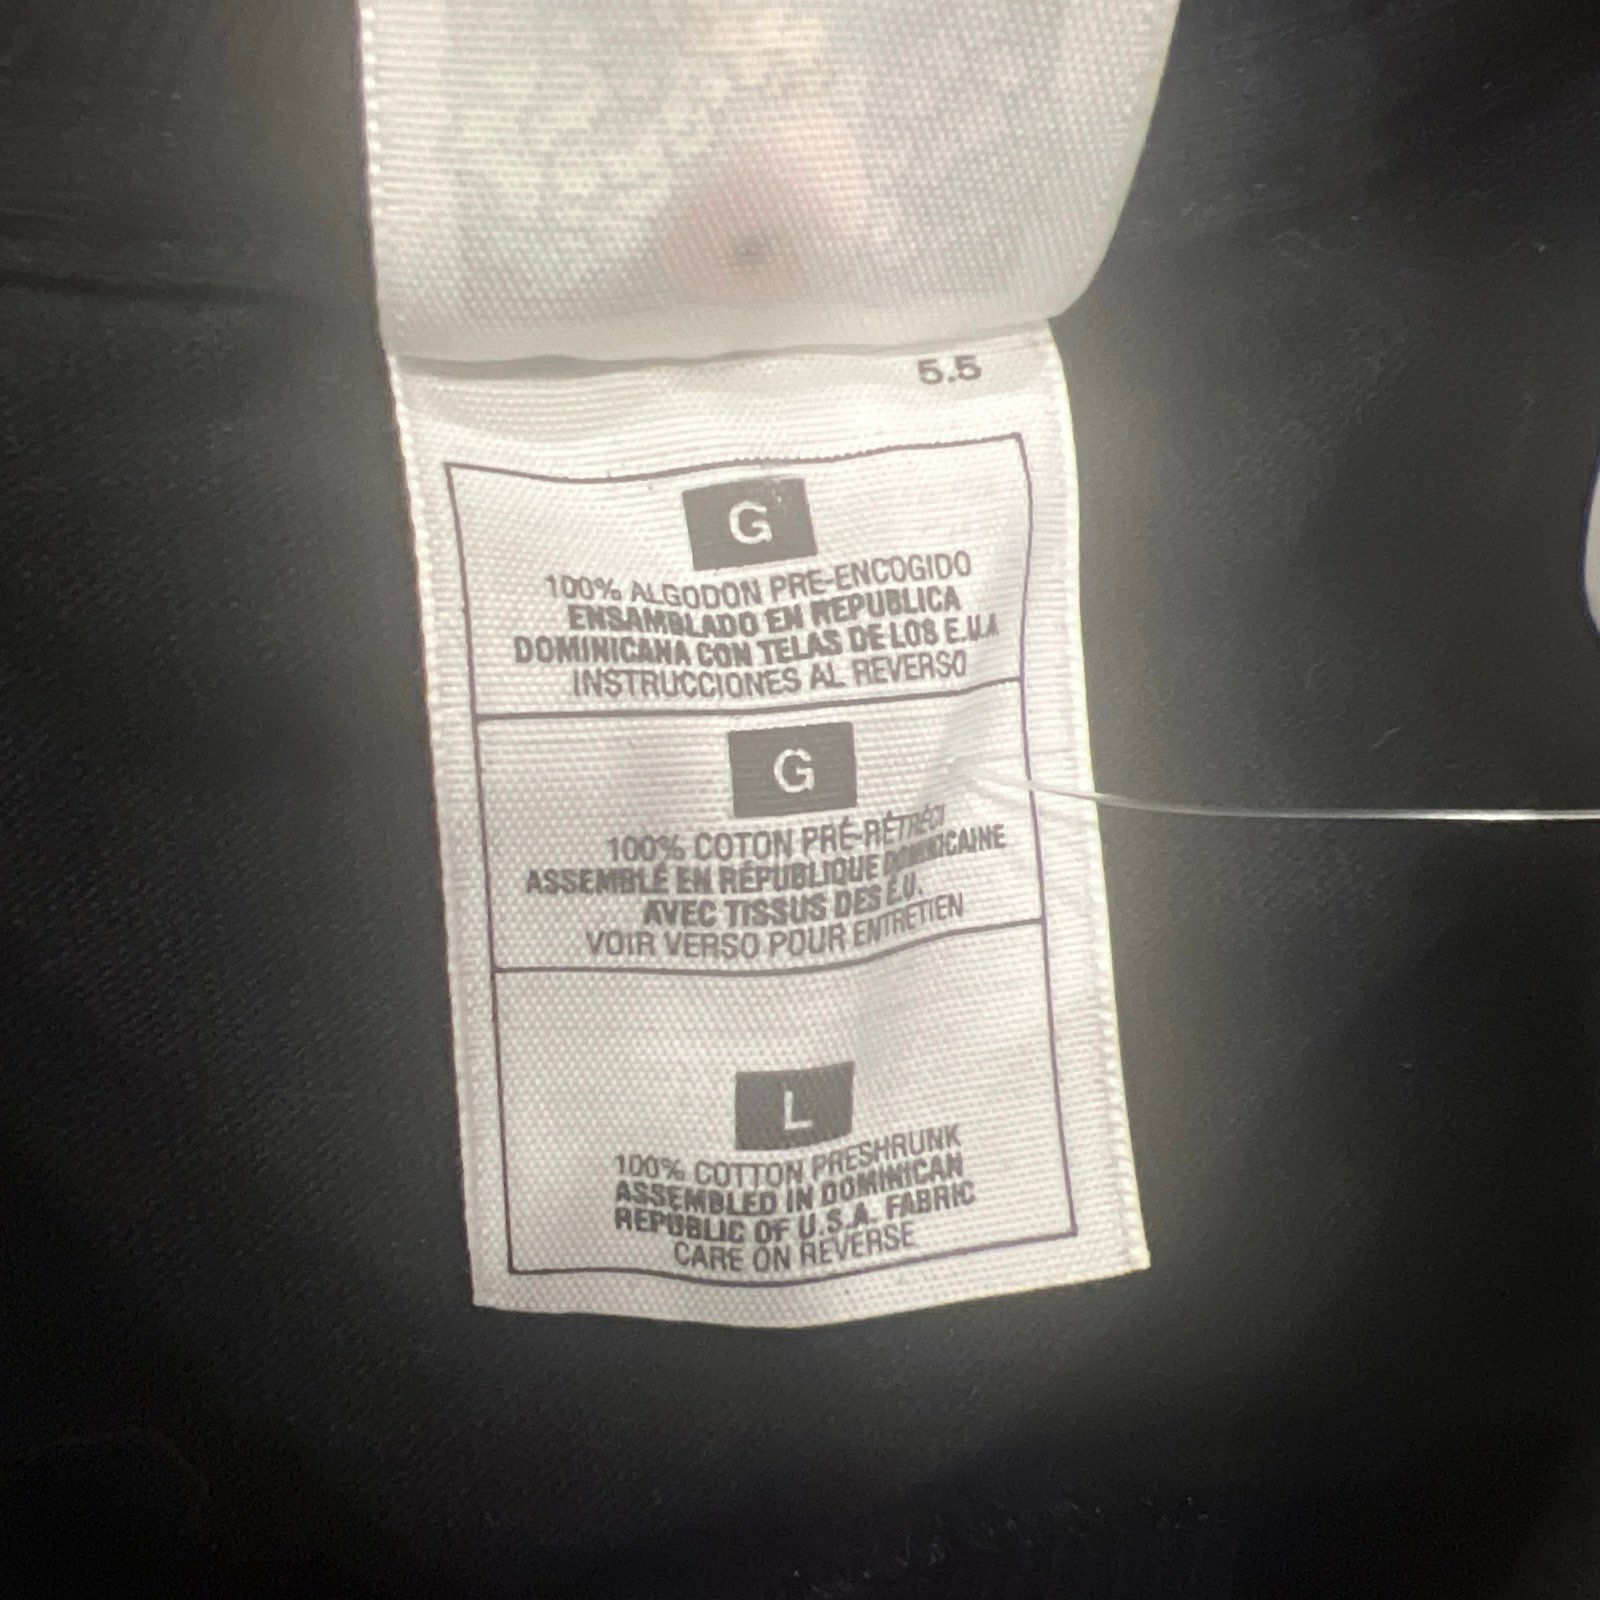 5.5
G
100% ALGODON PRE-ENCOGIDO
ENSAMBLADO EN REPUBLICA
DOMINICANA CON TELAS DE LOS E.U.A
INSTRUCCIONES AL REVERSO
G
100% COTON PRÉ-RÉTRÉCI
ASSEMBLÉ EN RÉPUBLIQUE DOMINICAINE
AVEC TISSUS DES É.U.
VOIR VERSO POUR ENTRETIEN
L
100% COTTON PRESHRUNK
ASSEMBLED IN DOMINICAN
REPUBLIC OF U.S.A. FABRIC
CARE ON REVERSE